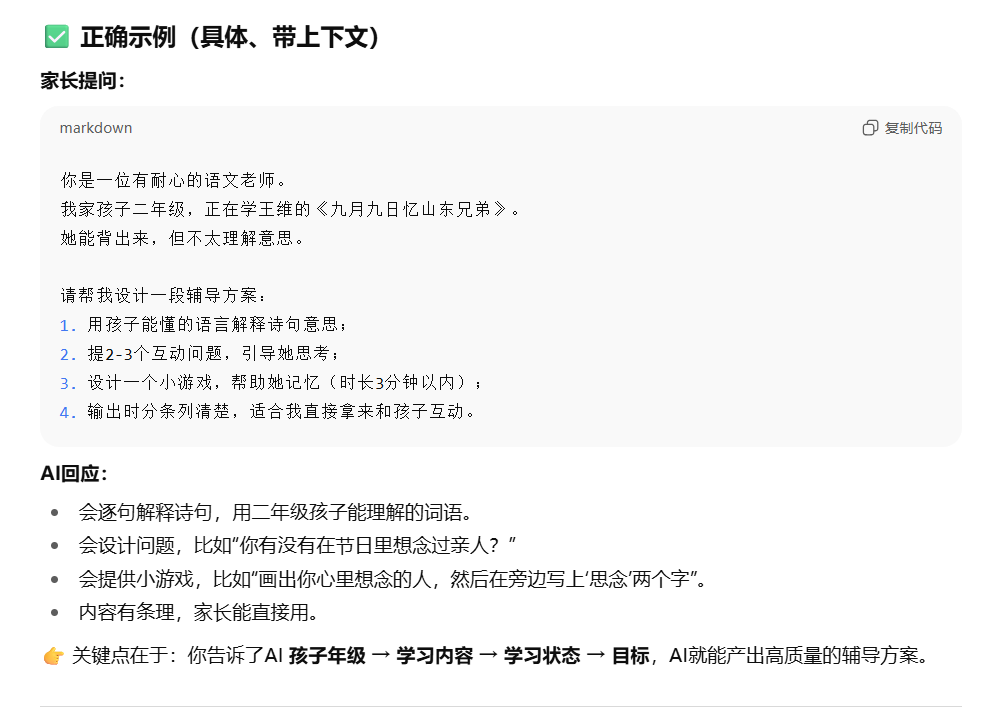 ✅ 正确示例（具体、带上下文）
家长提问：
markdown
复制代码
你是一位有耐心的语文老师。
我家孩子二年级，正在学王维的《九月九日忆山东兄弟》。
她能背出来，但不太理解意思。
请帮我设计一段辅导方案：
1. 用孩子能懂的语言解释诗句意思；
2. 提2-3个互动问题，引导她思考；
3. 设计一个小游戏，帮助她记忆（时长3分钟以内）；
4. 输出时分条列清楚，适合我直接拿来和孩子互动。
AI回应：
• 会逐句解释诗句，用二年级孩子能理解的词语。
• 会设计问题，比如“你有没有在节日里想念过亲人？”
• 会提供小游戏，比如“画出你心里想念的人，然后在旁边写上‘思念’两个字”。
• 内容有条理，家长能直接用。
👉 关键点在于：你告诉了AI 孩子年级 → 学习内容 → 学习状态 → 目标，AI就能产出高质量的辅导方案。